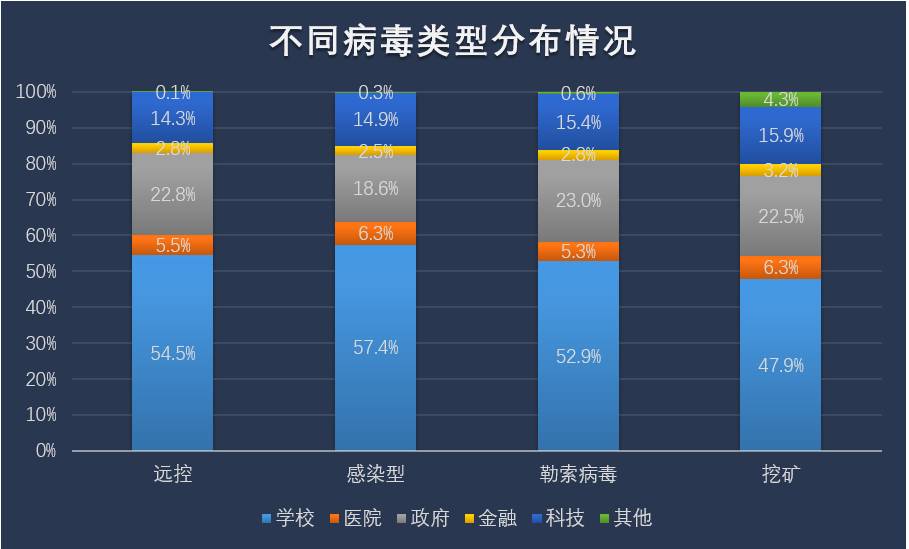 不同病毒类型分布情况
100%
90%
80%
70%
60%
50%
40%
30%
20%
10%
0%
0.1% 0.3% 0.6% 4.3%
14.3% 14.9% 15.4% 15.9%
2.8% 2.5% 2.8% 3.2%
22.8% 18.6% 23.0% 22.5%
5.5% 6.3% 5.3% 6.3%
54.5% 57.4% 52.9% 47.9%
远控 感染型 勒索病毒 挖矿
学校 医院 政府 金融 科技 其他